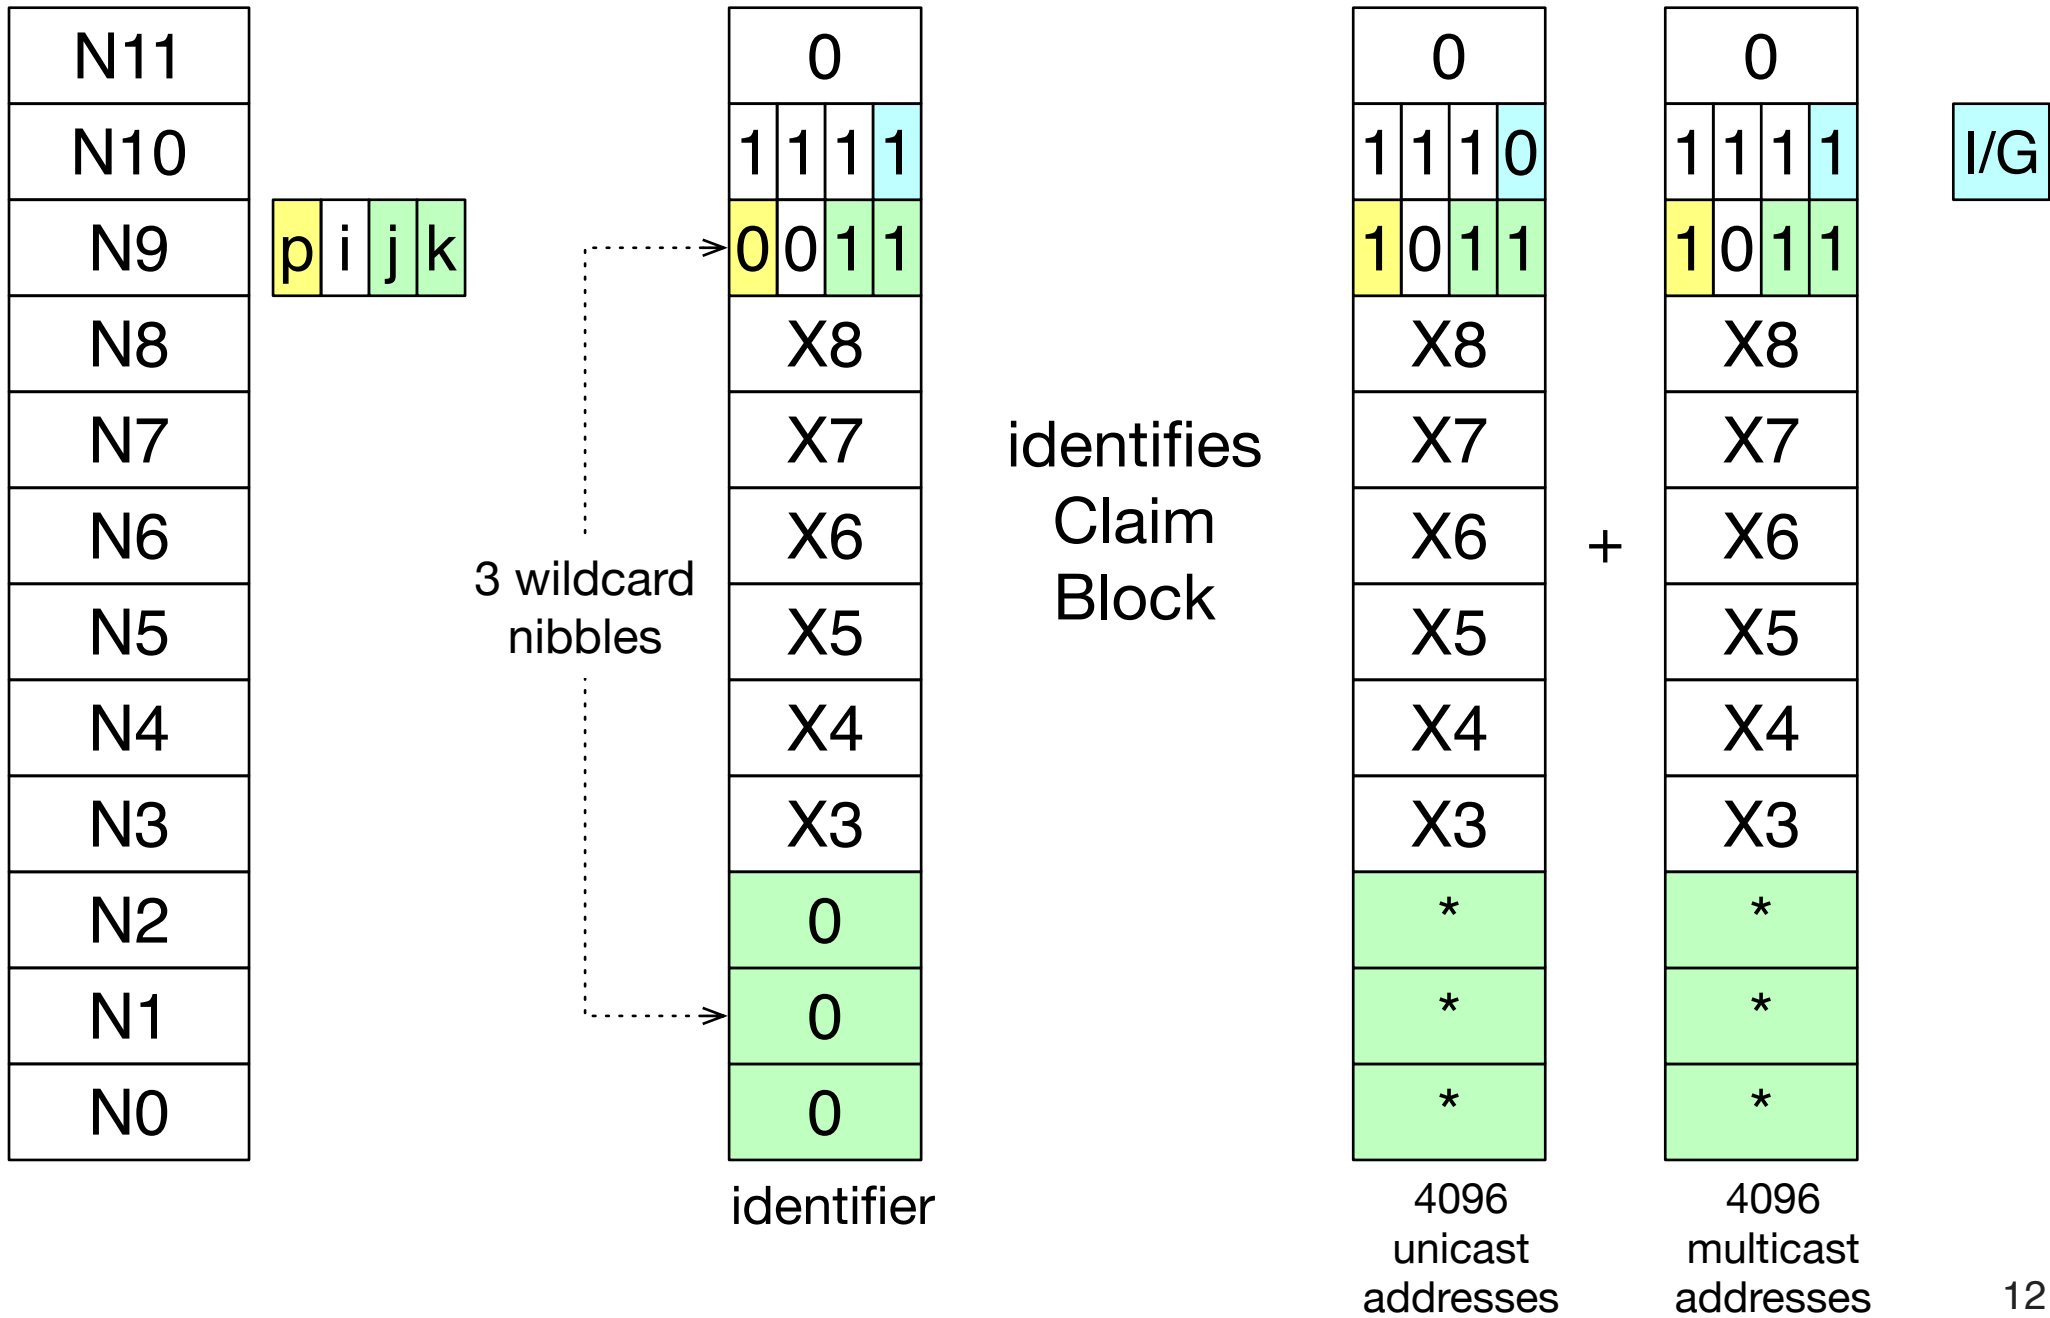 N11 0 0 0
N10 1 1 1 1 1 1 1 0 1 1 1 1 I/G
N9 p i j k 0 0 1 1 1 0 1 1 1 0 1 1
N8 X8 X8 X8
N7 X7 X7 X7
identifies
Claim
Block
N6 X6 X6 + X6
3 wildcard
nibbles
N5 X5 X5 X5
N4 X4 X4 X4
N3 X3 X3 X3
N2 0 * *
N1 0 * *
N0 0 * *
identifier
4096
unicast
addresses
4096
multicast
addresses
12